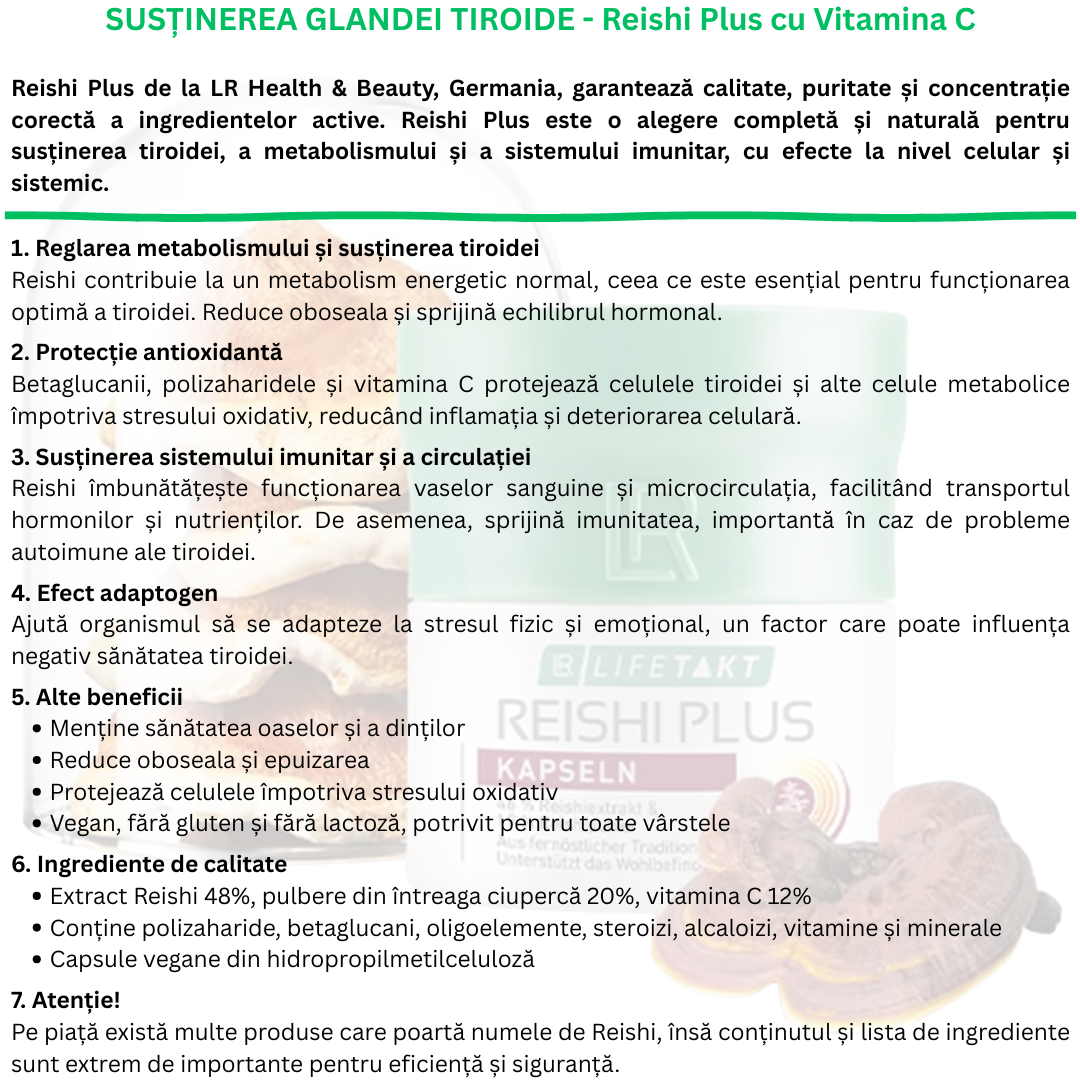 SUSȚINEREA GLANDEI TIROIDE - Reishi Plus cu Vitamina C
Reishi Plus de la LR Health & Beauty, Germania, garantează calitate, puritate și concentrație
corectă a ingredientelor active. Reishi Plus este o alegere completă și naturală pentru
susținerea tiroidei, a metabolismului și a sistemului imunitar, cu efecte la nivel celular și
sistemic.
1. Reglarea metabolismului și susținerea tiroidei
Reishi contribuie la un metabolism energetic normal, ceea ce este esențial pentru funcționarea
optimă a tiroidei. Reduce oboseala și sprijină echilibrul hormonal.
2. Protecție antioxidantă
Betaglucanii, polizaharidele și vitamina C protejează celulele tiroidei și alte celule metabolice
împotriva stresului oxidativ, reducând inflamația și deteriorarea celulară.
3. Susținerea sistemului imunitar și a circulației
Reishi îmbunătățește funcționarea vaselor sanguine și microcirculația, facilitând transportul
hormonilor și nutrienților. De asemenea, sprijină imunitatea, importantă în caz de probleme
autoimune ale tiroidei.
4. Efect adaptogen
Ajută organismul să se adapteze la stresul fizic și emoțional, un factor care poate influența
negativ sănătatea tiroidei.
5. Alte beneficii
• Menține sănătatea oaselor și a dinților
• Reduce oboseala și epuizarea
• Protejează celulele împotriva stresului oxidativ
• Vegan, fără gluten și fără lactoză, potrivit pentru toate vârstele
6. Ingrediente de calitate
• Extract Reishi 48%, pulbere din întreaga ciupercă 20%, vitamina C 12%
• Conține polizaharide, betaglucani, oligoelemente, steroizi, alcaloizi, vitamine și minerale
• Capsule vegane din hidropropilmetilceluloză
7. Atenție!
Pe piață există multe produse care poartă numele de Reishi, însă conținutul și lista de ingrediente
sunt extrem de importante pentru eficiență și siguranță.
LR
LR LIFETAKT
REISHI PLUS
KAPSELN
Reishiextrakt &
Aus fernöstlicher Tradition
Unterstützt das